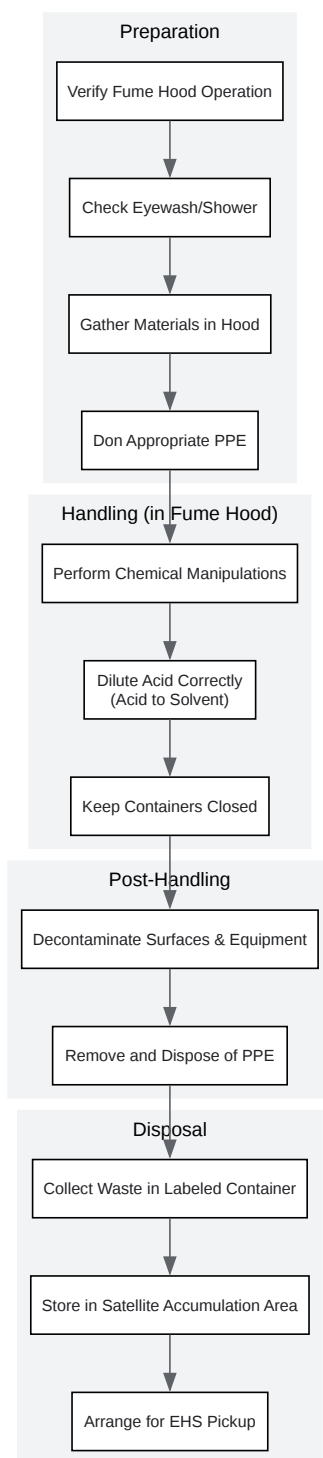 Preparation
Verify Fume Hood Operation
Check Eyewash/Shower
Gather Materials in Hood
Don Appropriate PPE
Handling (in Fume Hood)
Perform Chemical Manipulations
Dilute Acid Correctly
(Acid to Solvent)
Keep Containers Closed
Post-Handling
Decontaminate Surfaces & Equipment
Remove and Dispose of PPE
Disposal
Collect Waste in Labeled Container
Store in Satellite Accumulation Area
Arrange for EHS Pickup